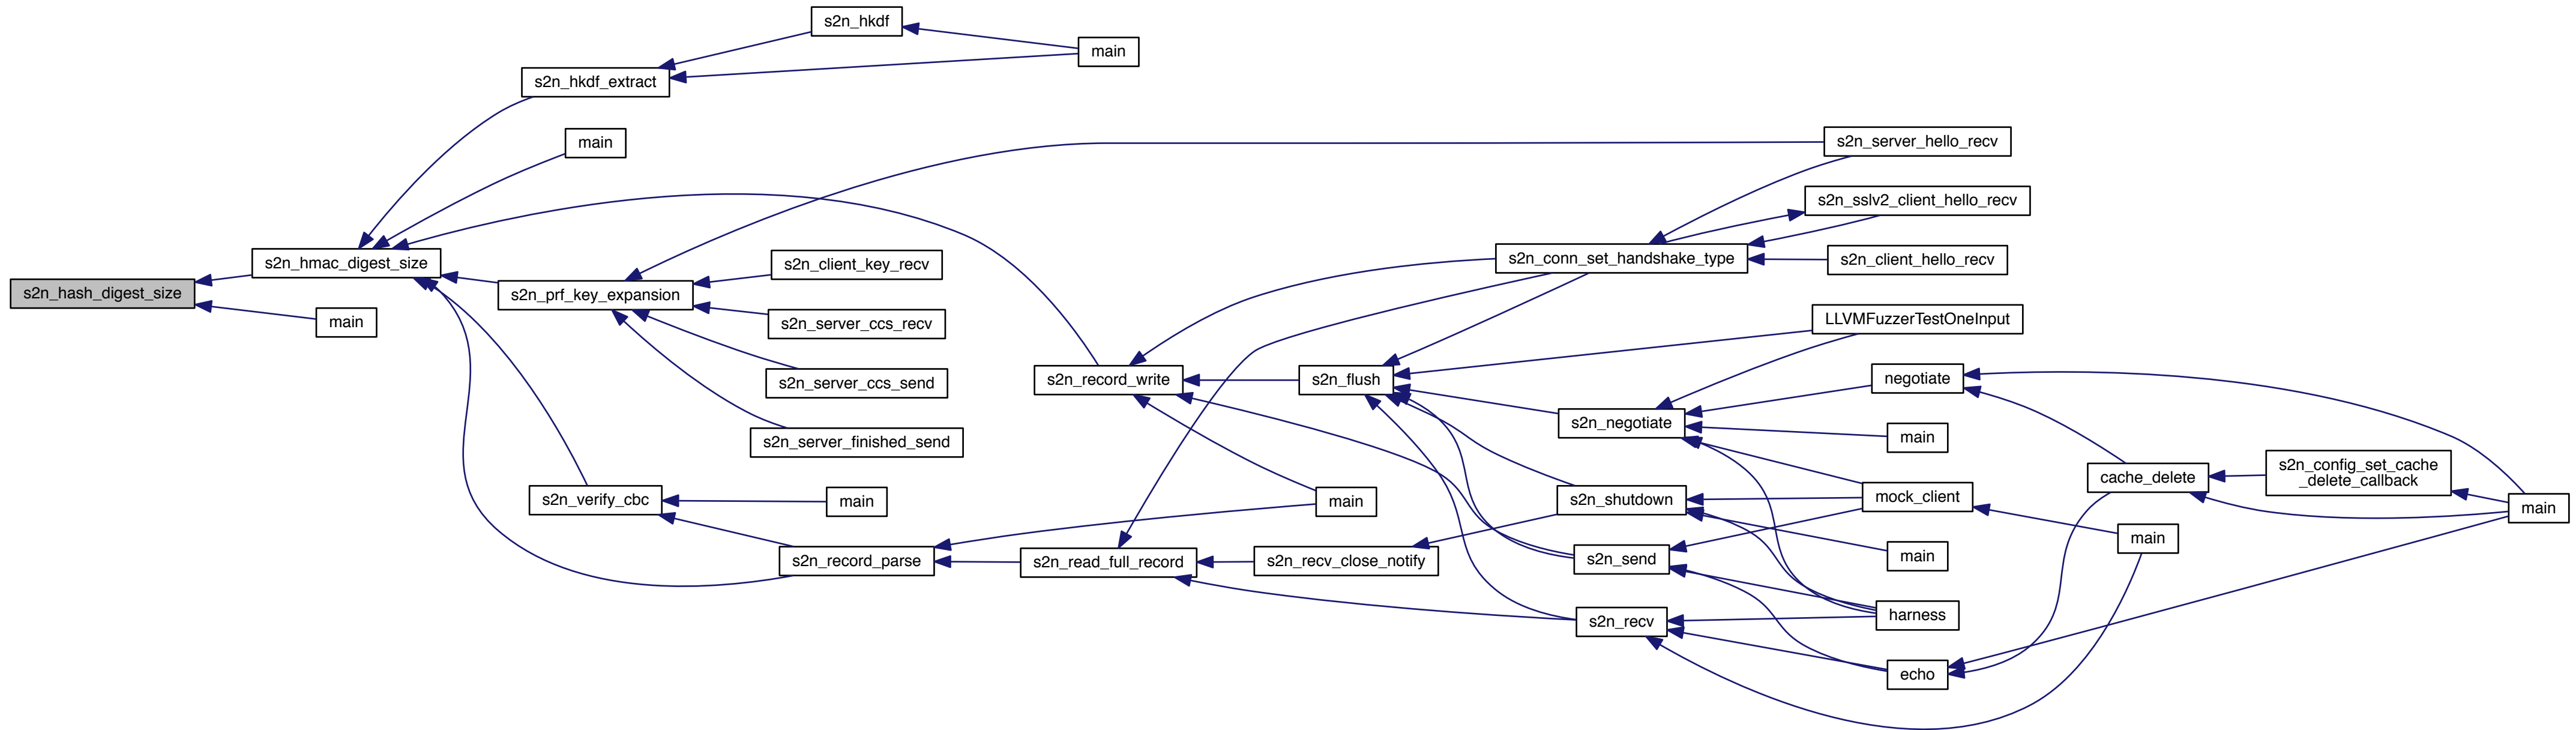 s2n_hkdf
main
s2n_hkdf_extract
main
s2n_server_hello_recv
s2n_sslv2_client_hello_recv
s2n_hmac_digest_size
s2n_client_key_recv
s2n_conn_set_handshake_type
s2n_client_hello_recv
s2n_hash_digest_size
s2n_prf_key_expansion
main
s2n_server_ccs_recv
LLVMFuzzerTestOneInput
s2n_server_ccs_send
s2n_record_write
s2n_flush
negotiate
s2n_server_finished_send
s2n_negotiate
main
s2n_verify_cbc
main
main
s2n_shutdown
mock_client
cache_delete
s2n_config_set_cache
_delete_callback
main
s2n_record_parse
s2n_read_full_record
s2n_recv_close_notify
s2n_send
main
main
s2n_recv
harness
echo